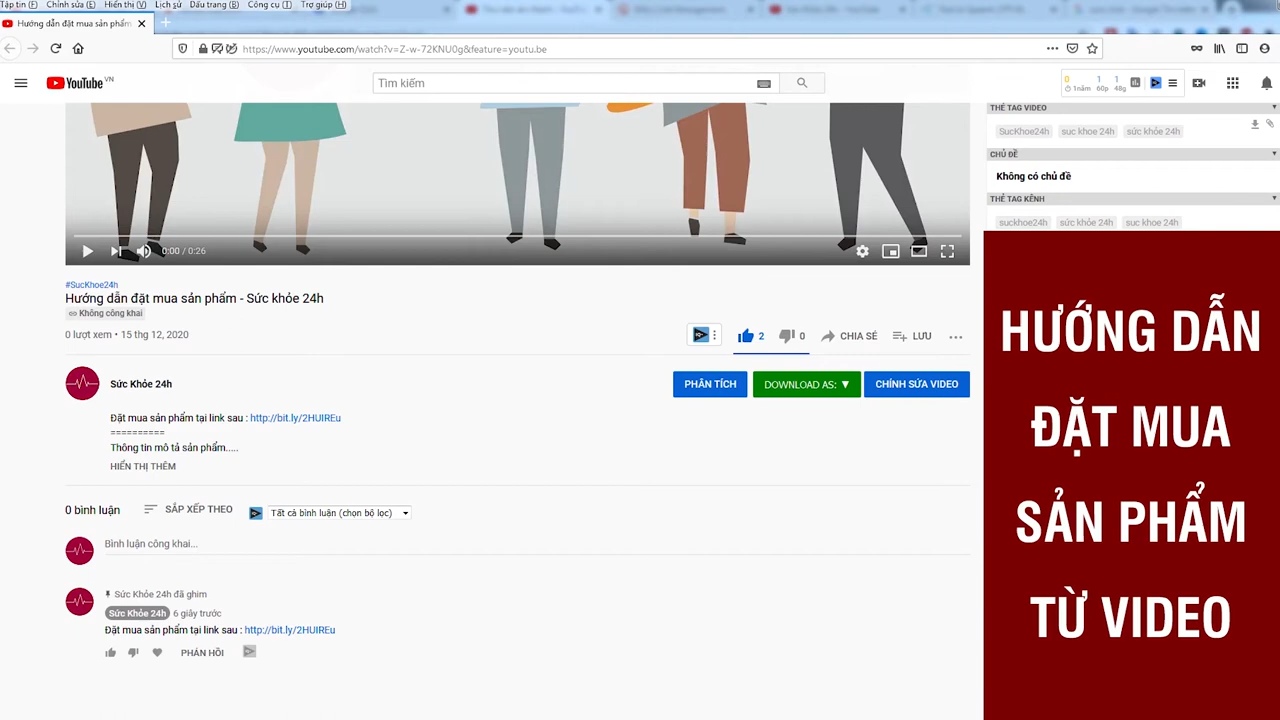 Tập tin (F) Chỉnh sửa (E) Hiển thị (V) Lịch sử Dấu trang (B) Công cụ (T) Trợ giúp (H)
Hướng dẫn đặt mua sản phẩm
https://www.youtube.com/watch?v=Z-w-72KNU0g&feature=youtu.be
YouTube VN
Tìm kiếm
0 1 1
1năm 60p 48g
THẺ TAG VIDEO
SucKhoe24h suc khoe 24h sức khỏe 24h
CHỦ ĐỀ
Không có chủ đề
THẺ TAG KÊNH
suckhoe24h sức khỏe 24h suc khoe 24h
0:00 / 0:26
#SucKhoe24h
Hướng dẫn đặt mua sản phẩm - Sức khỏe 24h
Không công khai
0 lượt xem • 15 thg 12, 2020
2 0 CHIA SẺ LƯU
Sức Khỏe 24h
PHÂN TÍCH DOWNLOAD AS: ▼ CHỈNH SỬA VIDEO
Đặt mua sản phẩm tại link sau : http://bit.ly/2HUIREu
==========
Thông tin mô tả sản phẩm.....
HIỂN THỊ THÊM
0 bình luận SẮP XẾP THEO Tất cả bình luận (chọn bộ lọc)
Bình luận công khai...
Sức Khỏe 24h đã ghim
Sức Khỏe 24h 6 giây trước
Đặt mua sản phẩm tại link sau : http://bit.ly/2HUIREu
PHẢN HỒI
HƯỚNG DẪN
ĐẶT MUA
SẢN PHẨM
TỪ VIDEO